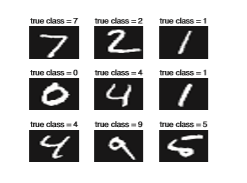 true class = 7 true class = 2 true class = 1
7 2 1
true class = 0 true class = 4 true class = 1
0 4 1
true class = 4 true class = 9 true class = 5
4 9 5